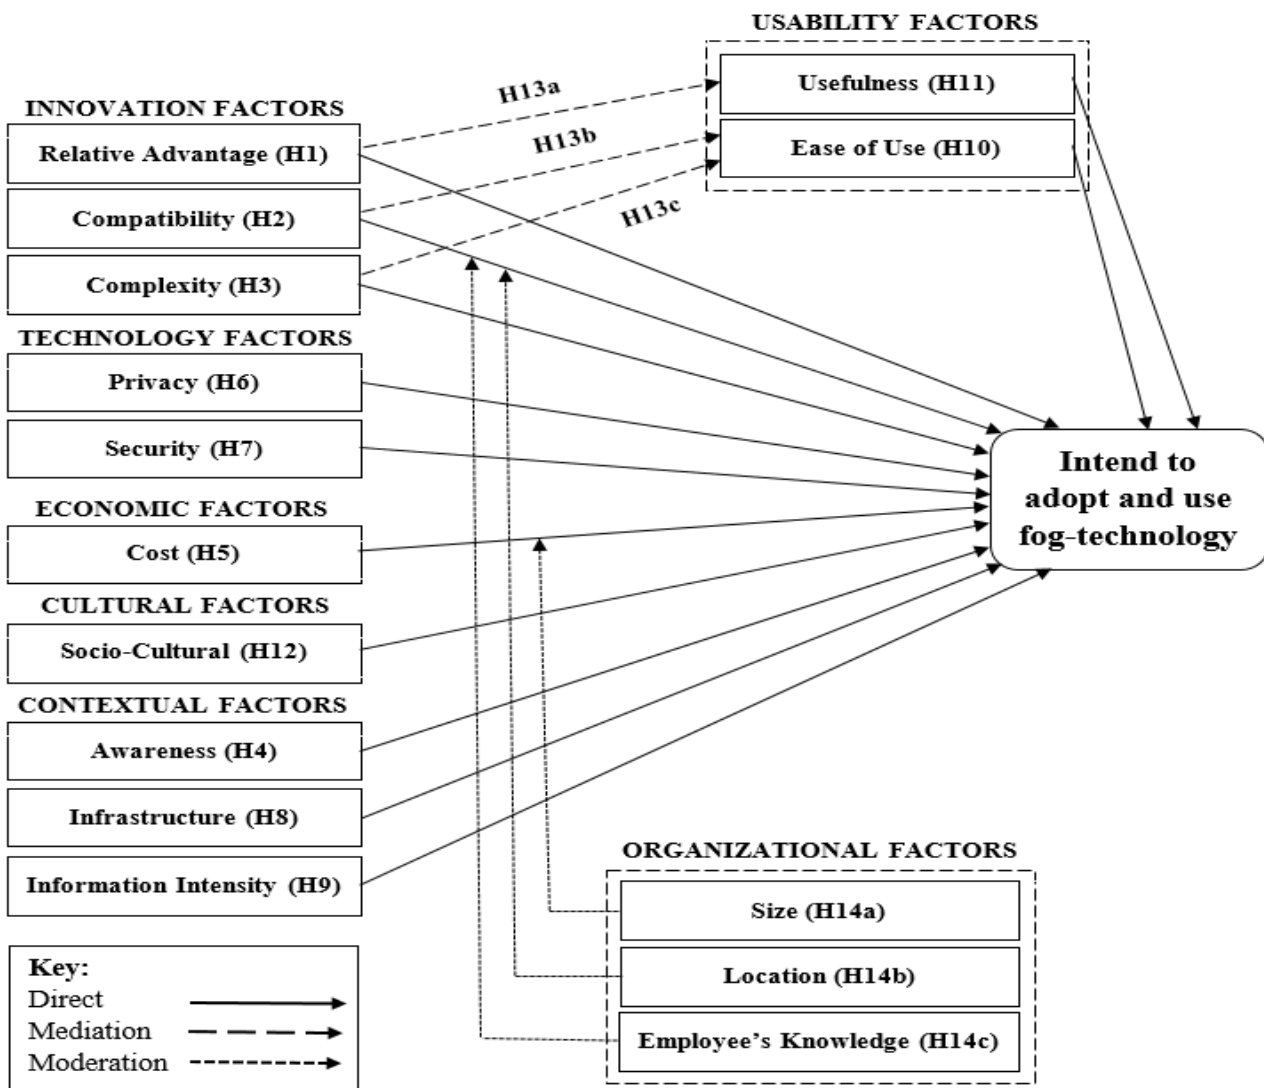 USABILITY FACTORS
Usefulness (H11)
Ease of Use (H10)
H13a
H13b
H13c
INNOVATION FACTORS
Relative Advantage (H1)
Compatibility (H2)
Complexity (H3)
TECHNOLOGY FACTORS
Privacy (H6)
Security (H7)
ECONOMIC FACTORS
Cost (H5)
CULTURAL FACTORS
Socio-Cultural (H12)
CONTEXTUAL FACTORS
Awareness (H4)
Infrastructure (H8)
Information Intensity (H9)
Intend to
adopt and use
fog-technology
ORGANIZATIONAL FACTORS
Size (H14a)
Location (H14b)
Employee’s Knowledge (H14c)
Key:
Direct
Mediation
Moderation